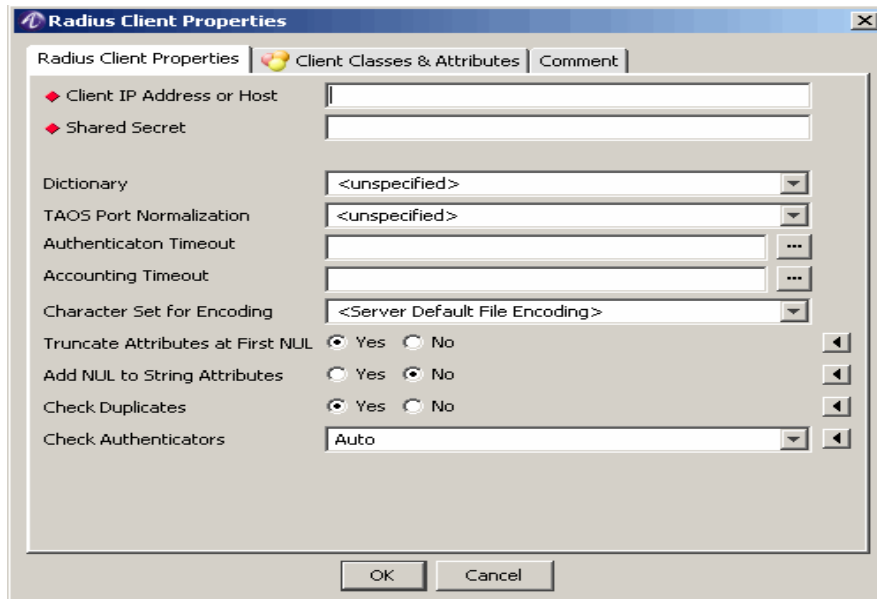 Radius Client Properties
Radius Client Properties Client Classes & Attributes Comment
Client IP Address or Host
Shared Secret
Dictionary <unspecified>
TAOS Port Normalization <unspecified>
Authenticaton Timeout ...
Accounting Timeout ...
Character Set for Encoding <Server Default File Encoding>
Truncate Attributes at First NUL Yes No
Add NUL to String Attributes Yes No
Check Duplicates Yes No
Check Authenticators Auto
OK Cancel